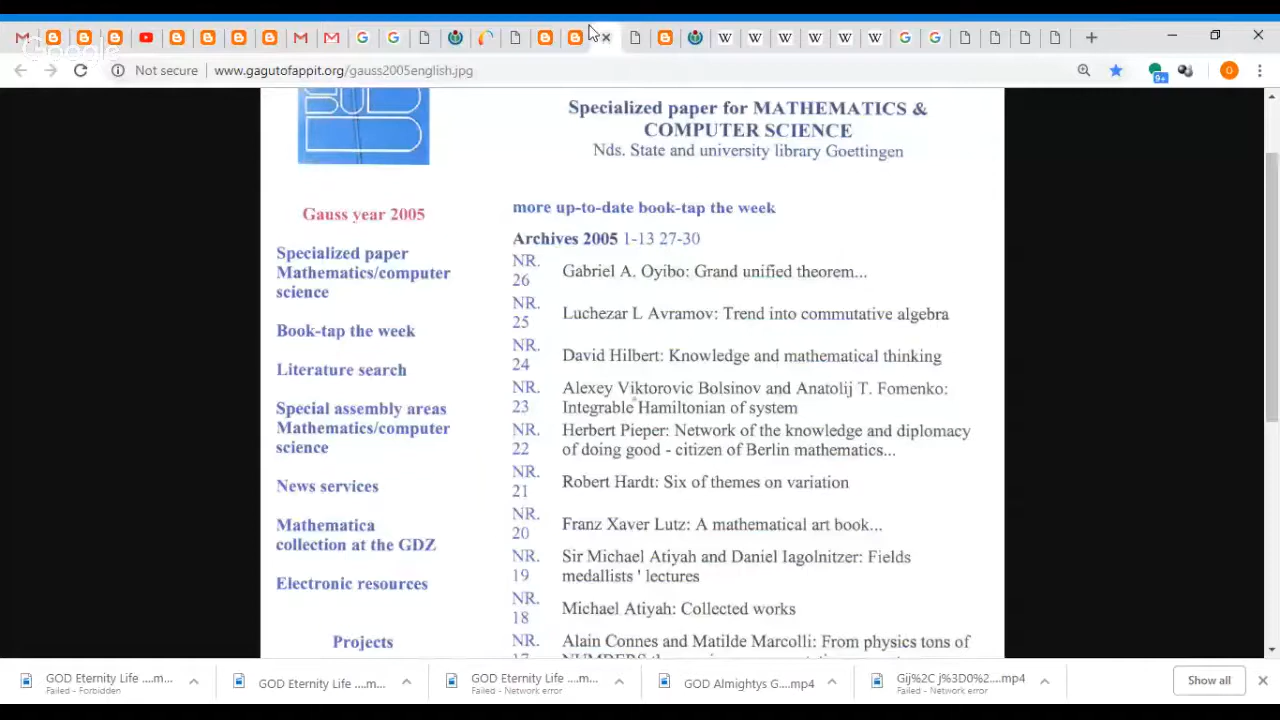 Google
Not secure
www.gagutofappit.org/gauss2005english.jpg
9+
O
Specialized paper for MATHEMATICS &
COMPUTER SCIENCE
Nds. State and university library Goettingen
Gauss year 2005
more up-to-date book-tap the week
Archives 2005 1-13 27-30
Specialized paper
Mathematics/computer
science
Book-tap the week
Literature search
Special assembly areas
Mathematics/computer
science
News services
Mathematica
collection at the GDZ
Electronic resources
Projects
NR.
26
Gabriel A. Oyibo: Grand unified theorem...
NR.
25
Luchezar L Avramov: Trend into commutative algebra
NR.
24
David Hilbert: Knowledge and mathematical thinking
NR.
23
Alexey Viktorovic Bolsinov and Anatolij T. Fomenko:
Integrable Hamiltonian of system
NR.
22
Herbert Pieper: Network of the knowledge and diplomacy
of doing good - citizen of Berlin mathematics...
NR.
21
Robert Hardt: Six of themes on variation
NR.
20
Franz Xaver Lutz: A mathematical art book...
NR.
19
Sir Michael Atiyah and Daniel Iagolnitzer: Fields
medallists ' lectures
NR.
18
Michael Atiyah: Collected works
NR.
Alain Connes and Matilde Marcolli: From physics tons of
GOD Eternity Life ....m...
Failed - Forbidden
GOD Eternity Life ....m...
GOD Eternity Life ....m...
Failed - Network error
GOD Almightys G....mp4
Gij%2C j%3D0%2....mp4
Failed - Network error
Show all